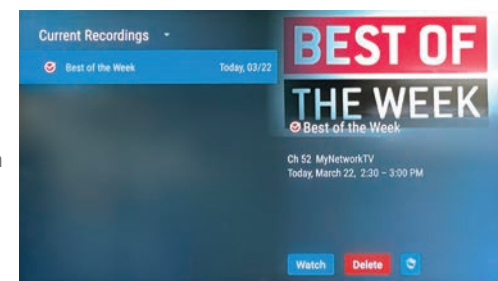 Current Recordings
Best of the Week Today, 03/22
BEST OF
THE WEEK
Best of the Week
Ch 52 MyNetworkTV
Today, March 22, 2:30 - 3:00 PM
Watch Delete